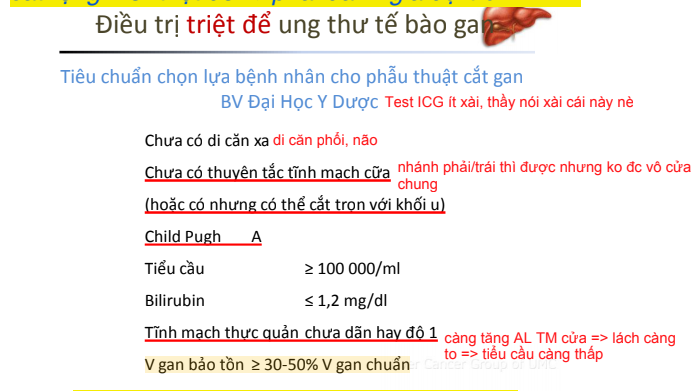 Điều trị triệt để ung thư tế bào gan
Tiêu chuẩn chọn lựa bệnh nhân cho phẫu thuật cắt gan
BV Đại Học Y Dược Test ICG ít xài, thầy nói xài cái này nè
Chưa có di căn xa di căn phổi, não
Chưa có thuyên tắc tĩnh mạch cữa nhánh phải/trái thì được nhưng ko đc vô cửa
chung
(hoặc có nhưng có thể cắt trọn với khối u)
Child Pugh A
Tiểu cầu ≥ 100 000/ml
Bilirubin ≤ 1,2 mg/dl
Tĩnh mạch thực quản chưa dãn hay độ 1 càng tăng AL TM cửa => lách càng
to => tiểu cầu càng thấp
V gan bảo tồn ≥ 30-50% V gan chuẩn